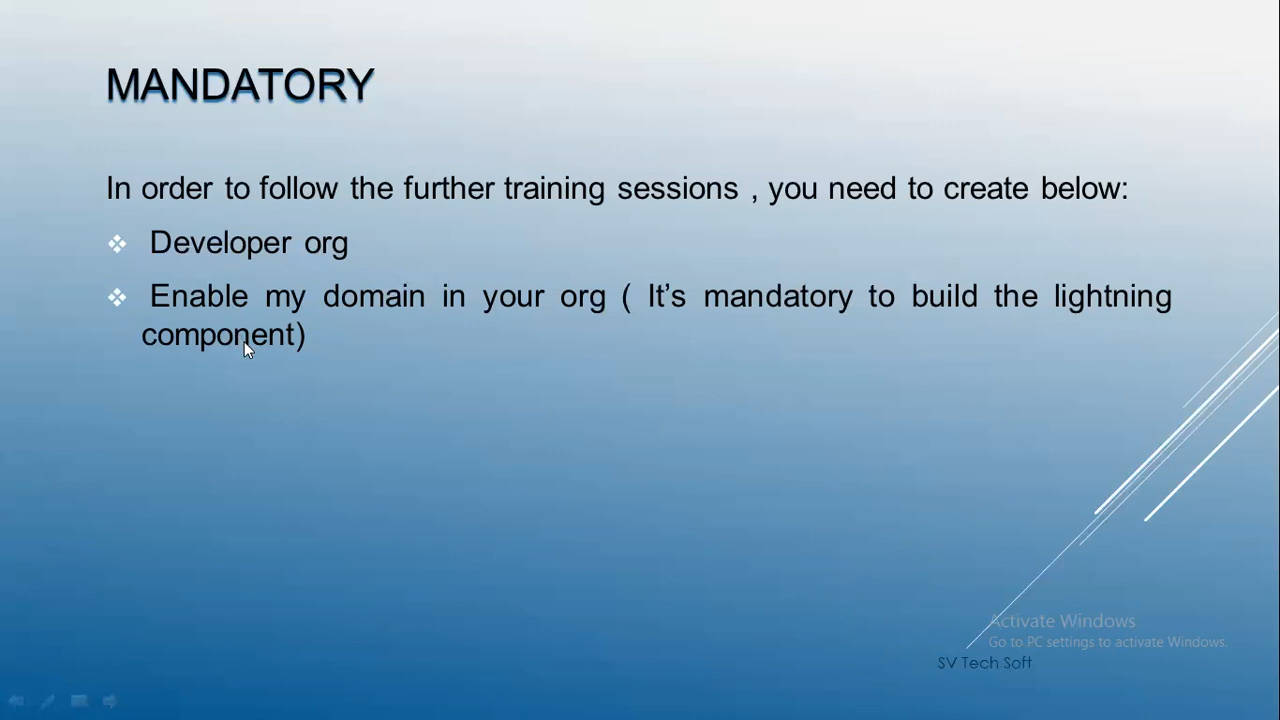 MANDATORY
In order to follow the further training sessions , you need to create below:
❖ Developer org
❖ Enable my domain in your org ( It’s mandatory to build the lightning
component)
Activate Windows
Go to PC settings to activate Windows.
SV Tech Soft